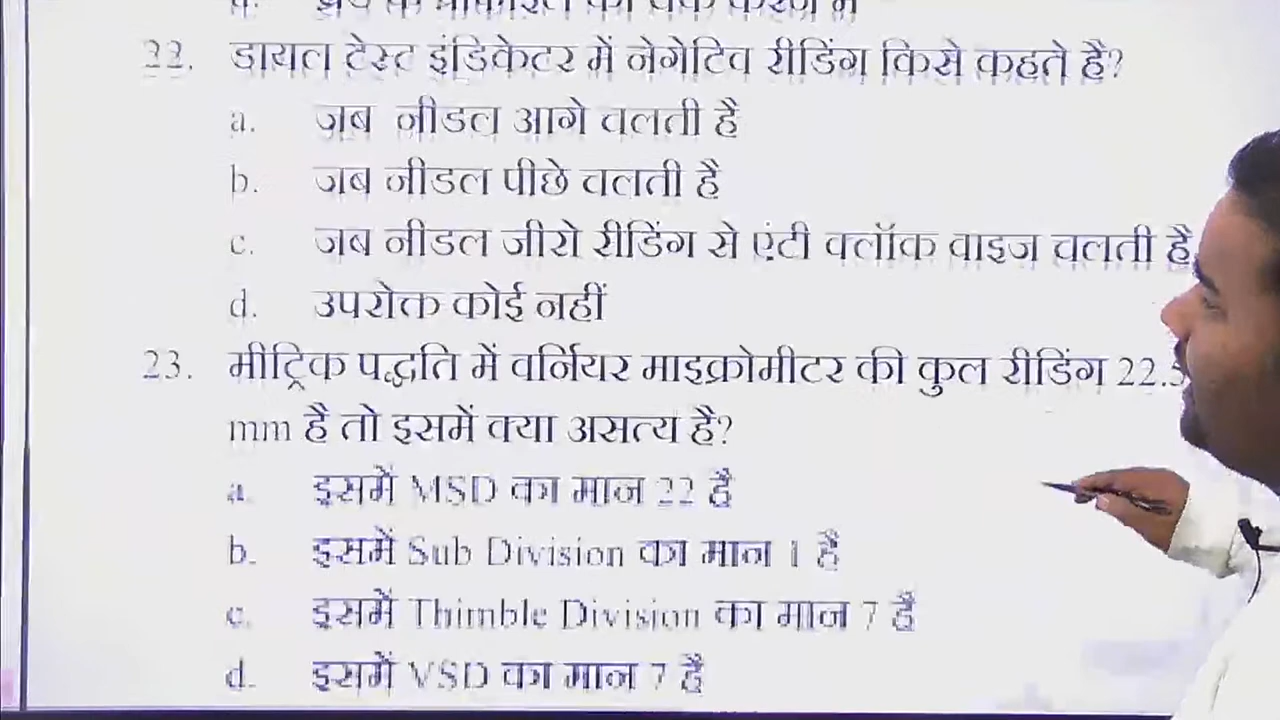 22. डायल टेस्ट इंडिकेटर में नेगेटिव रीडिंग किसे कहते हैं?
a. जब नीडल आगे चलती है
b. जब नीडल पीछे चलती है
c. जब नीडल जीरो रीडिंग से एंटी क्लॉक वाइज चलती है
d. उपरोक्त कोई नहीं
23. मीट्रिक पद्धति में वर्नियर माइक्रोमीटर की कुल रीडिंग 22.5
mm है तो इसमें क्या असत्य है?
a. इसमें MSD का मान 22 है
b. इसमें Sub Division का मान 1 है
c. इसमें Thimble Division का मान 7 है
d. इसमें VSD का मान 7 है